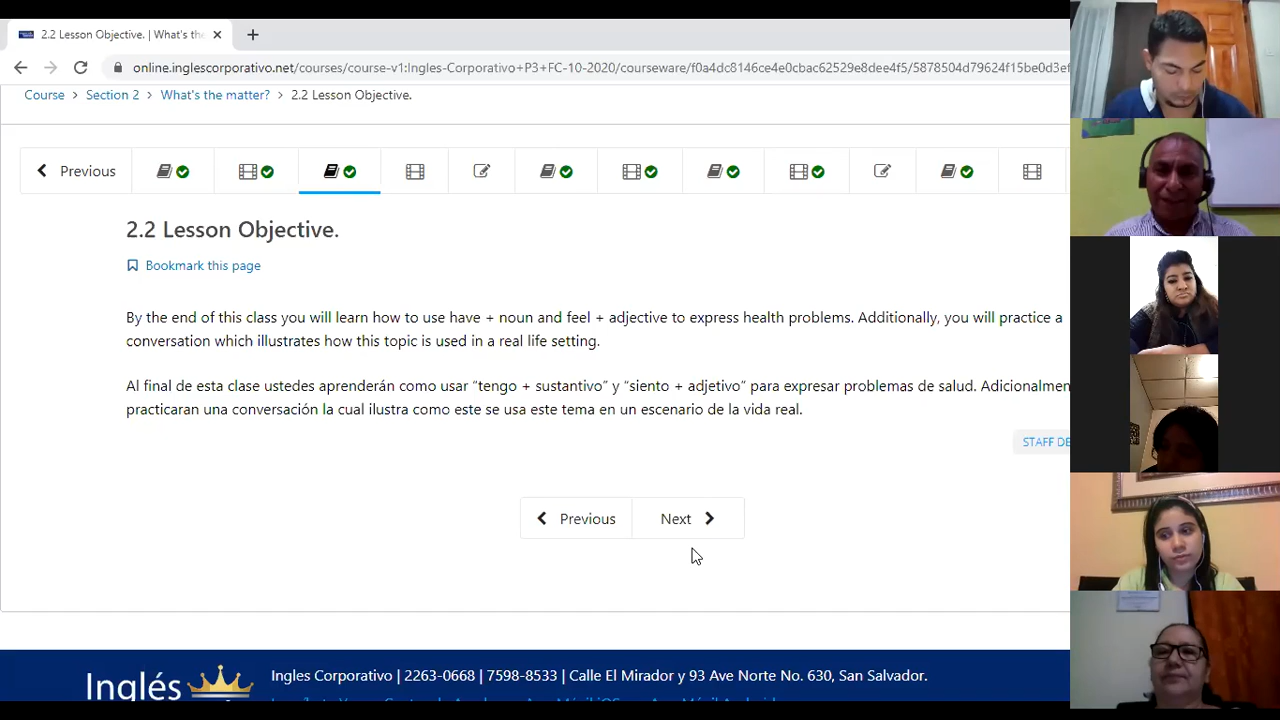 2.2 Lesson Objective. | What's the
online.inglescorporativo.net/courses/course-v1:Ingles-Corporativo+P3+FC-10-2020/courseware/f0a4dc8146ce4e0cbac62529e8dee4f5/5878504d79624f15be0d3ef
Course > Section 2 > What's the matter? > 2.2 Lesson Objective.
Previous
2.2 Lesson Objective.
Bookmark this page
By the end of this class you will learn how to use have + noun and feel + adjective to express health problems. Additionally, you will practice a
conversation which illustrates how this topic is used in a real life setting.
Al final de esta clase ustedes aprenderán como usar “tengo + sustantivo” y “siento + adjetivo” para expresar problemas de salud. Adicionalmen
practicaran una conversación la cual ilustra como este se usa este tema en un escenario de la vida real.
STAFF DE
Previous Next
Inglés
Ingles Corporativo | 2263-0668 | 7598-8533 | Calle El Mirador y 93 Ave Norte No. 630, San Salvador.